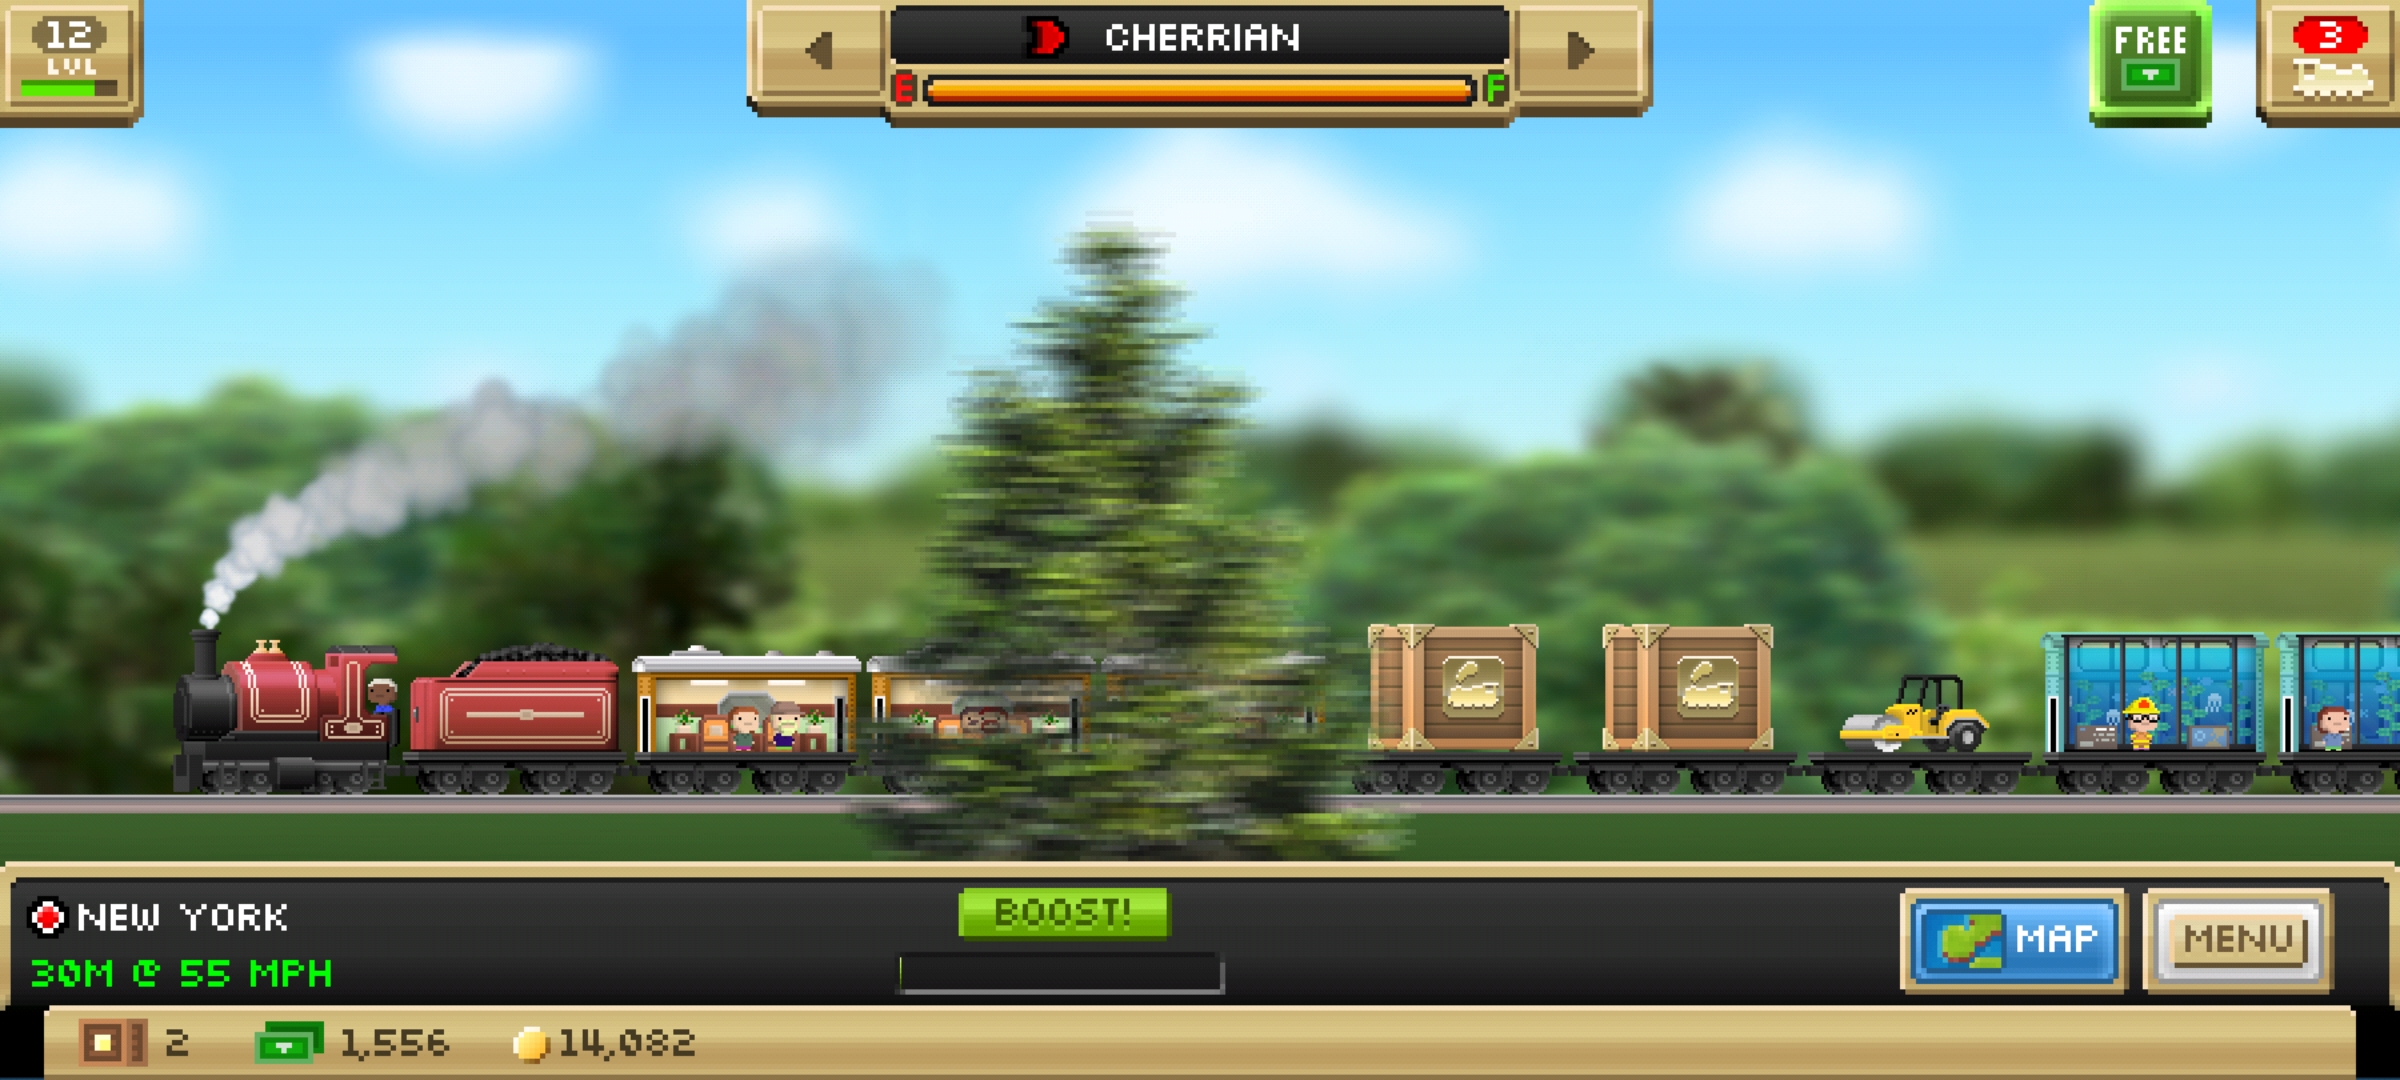 12
LVL
CHERRIAN
E
F
FREE
3
NEW YORK
30M @ 55 MPH
BOOST!
MAP
MENU
2
1,556
14,082